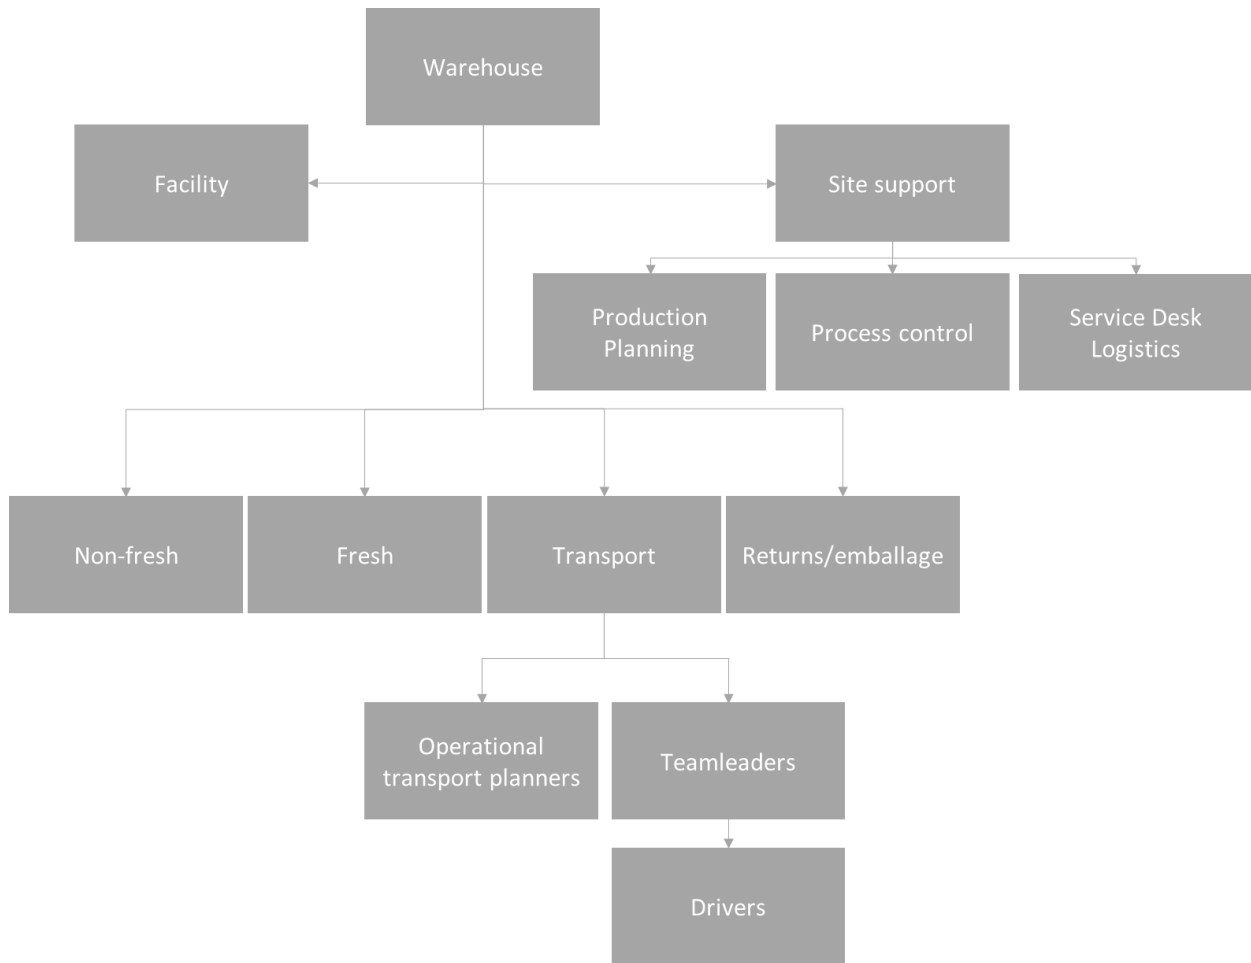 Warehouse
Facility
Site support
Production
Planning
Process control
Service Desk
Logistics
Non-fresh
Fresh
Transport
Returns/emballage
Operational
transport planners
Teamleaders
Drivers